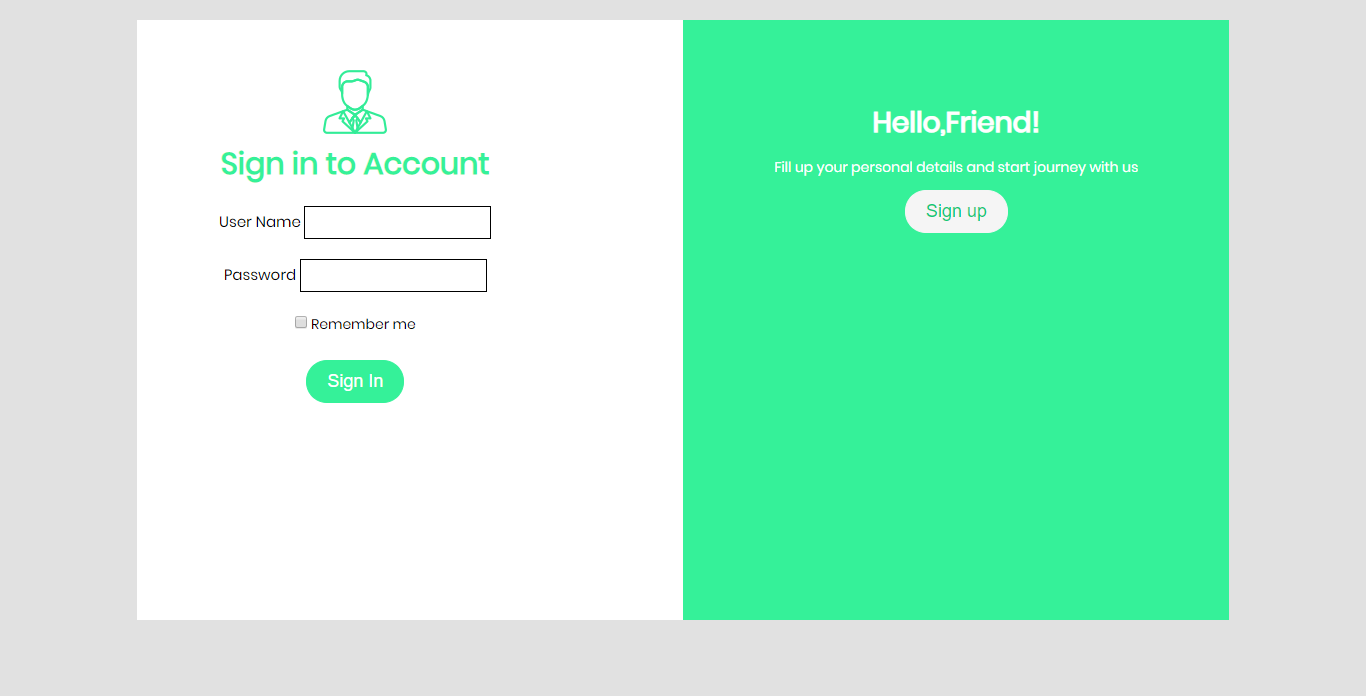 Sign in to Account
User Name
Password
Remember me
Sign In
Hello,Friend!
Fill up your personal details and start journey with us
Sign up